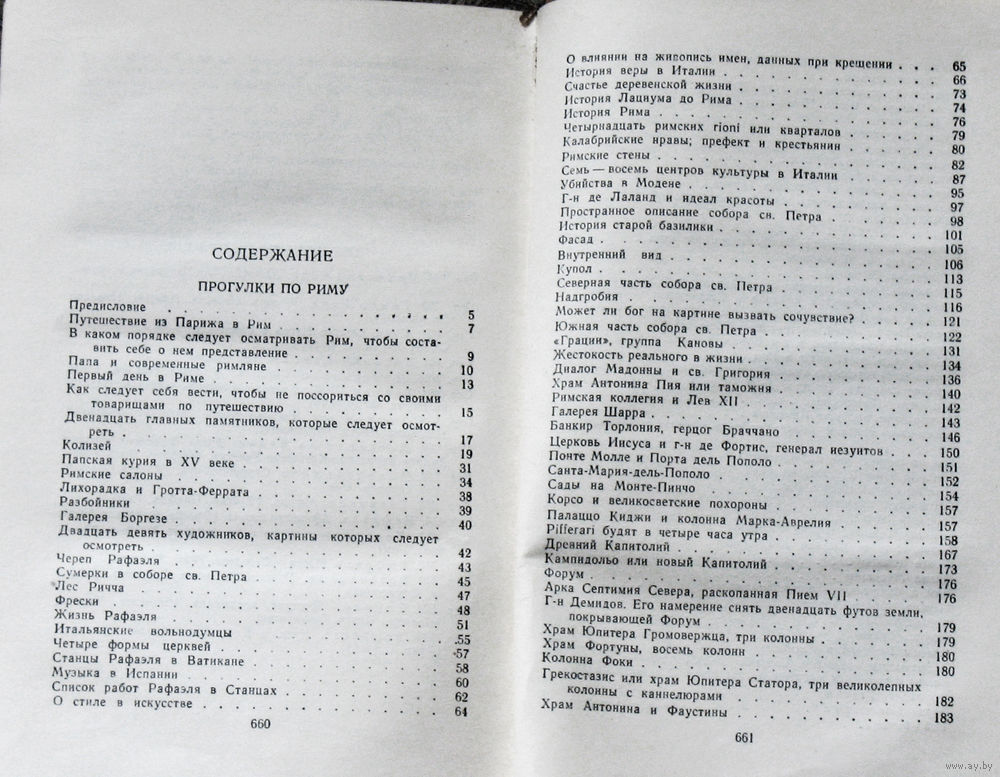 СОДЕРЖАНИЕ
ПРОГУЛКИ ПО РИМУ
Предисловие . . . . . . . . . . 5
Путешествие из Парижа в Рим . . . . . . . 7
В каком порядке следует осматривать Рим, чтобы соста-
вить себе о нем представление . . . . . . 9
Папа и современные римляне . . . . . . . 10
Первый день в Риме . . . . . . . . . 13
Как следует себя вести, чтобы не поссориться со своими
товарищами по путешествию . . . . . . 15
Двенадцать главных памятников, которые следует осмот-
реть . . . . . . . . . . . 17
Колизей . . . . . . . . . . . 19
Папская курия в XV веке . . . . . . . . 31
Римские салоны . . . . . . . . . . 34
Лихорадка и Гротта-Феррата . . . . . . . 38
Разбойники . . . . . . . . . . 39
Галерея Боргезе . . . . . . . . . . 40
Двадцать девять художников, картины которых следует
осмотреть . . . . . . . . . . 42
Череп Рафаэля . . . . . . . . . . 43
Сумерки в соборе св. Петра . . . . . . . 45
Лес Ричча . . . . . . . . . . . 47
Фрески . . . . . . . . . . . 48
Жизнь Рафаэля . . . . . . . . . . 51
Итальянские вольнодумцы . . . . . . . . 55
Четыре формы церквей . . . . . . . . 57
Станцы Рафаэля в Ватикане . . . . . . . 58
Музыка в Испании . . . . . . . . . 60
Список работ Рафаэля в Станцах . . . . . . 62
О стиле в искусстве . . . . . . . . . 64
660
О влиянии на живопись имен, данных при крещении . . . 65
История веры в Италии . . . . . . . . 66
Счастье деревенской жизни . . . . . . . 73
История Лациума до Рима . . . . . . . 74
История Рима . . . . . . . . . . 76
Четырнадцать римских rioni или кварталов . . . . 79
Калабрийские нравы; префект и крестьянин . . . . 80
Римские стены . . . . . . . . . . 82
Семь — восемь центров культуры в Италии . . . . 87
Убийства в Модене . . . . . . . . . 95
Г-н де Лаланд и идеал красоты . . . . . . 97
Пространное описание собора св. Петра . . . . . 98
История старой базилики . . . . . . . . 101
Фасад . . . . . . . . . . . . 105
Внутренний вид . . . . . . . . . . 106
Купол . . . . . . . . . . . . 113
Северная часть собора св. Петра . . . . . . 115
Надгробия . . . . . . . . . . . 116
Может ли бог на картине вызвать сочувствие? . . . . 121
Южная часть собора св. Петра . . . . . . 122
«Грации», группа Кановы . . . . . . . . 131
Жестокость реального в жизни . . . . . . 134
Диалог Мадонны и св. Григория . . . . . . 136
Храм Антонина Пия или таможня . . . . . . 140
Римская коллегия и Лев XII . . . . . . . 142
Галерея Шарра . . . . . . . . . . 143
Банкир Торлония, герцог Браччано . . . . . . 146
Церковь Иисуса и г-н де Фортис, генерал иезуитов . . . 150
Понте Молле и Порта дель Пополо . . . . . . 151
Санта-Мария-дель-Пополо . . . . . . . . 152
Сады на Монте-Пинчо . . . . . . . . 154
Корсо и великосветские похороны . . . . . . 157
Палаццо Киджи и колонна Марка-Аврелия . . . . 157
Pifferari будят в четыре часа утра . . . . . . 158
Древний Капитолий . . . . . . . . . 167
Кампидольо или новый Капитолий . . . . . . 173
Форум . . . . . . . . . . . . 176
Арка Септимия Севера, раскопанная Пием VII . . . . 176
Г-н Демидов. Его намерение снять двенадцать футов земли,
покрывающей Форум . . . . . . . . 179
Храм Юпитера Громовержца, три колонны . . . . . 179
Храм Фортуны, восемь колонн . . . . . . . 180
Колонна Фоки . . . . . . . . . . 180
Грекостазис или храм Юпитера Статора, три великолепных
колонны с каннелюрами . . . . . . . 182
Храм Антонина и Фаустины . . . . . . . 183
661
www.ay.by